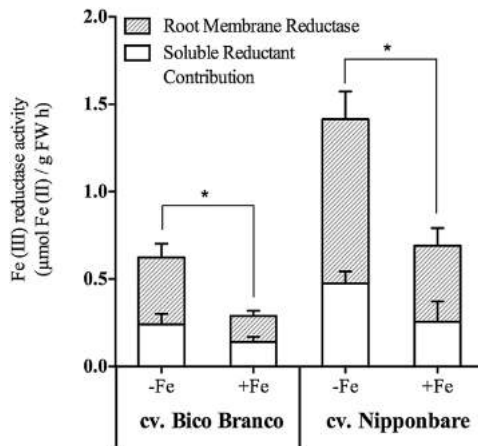 Fe (III) reductase activity
(μmol Fe (II) / g FW h)
2.0
1.5
1.0
0.5
0.0
Root Membrane Reductase
Soluble Reductant
Contribution
*
*
-Fe
+Fe
-Fe
+Fe
cv. Bico Branco
cv. Nipponbare